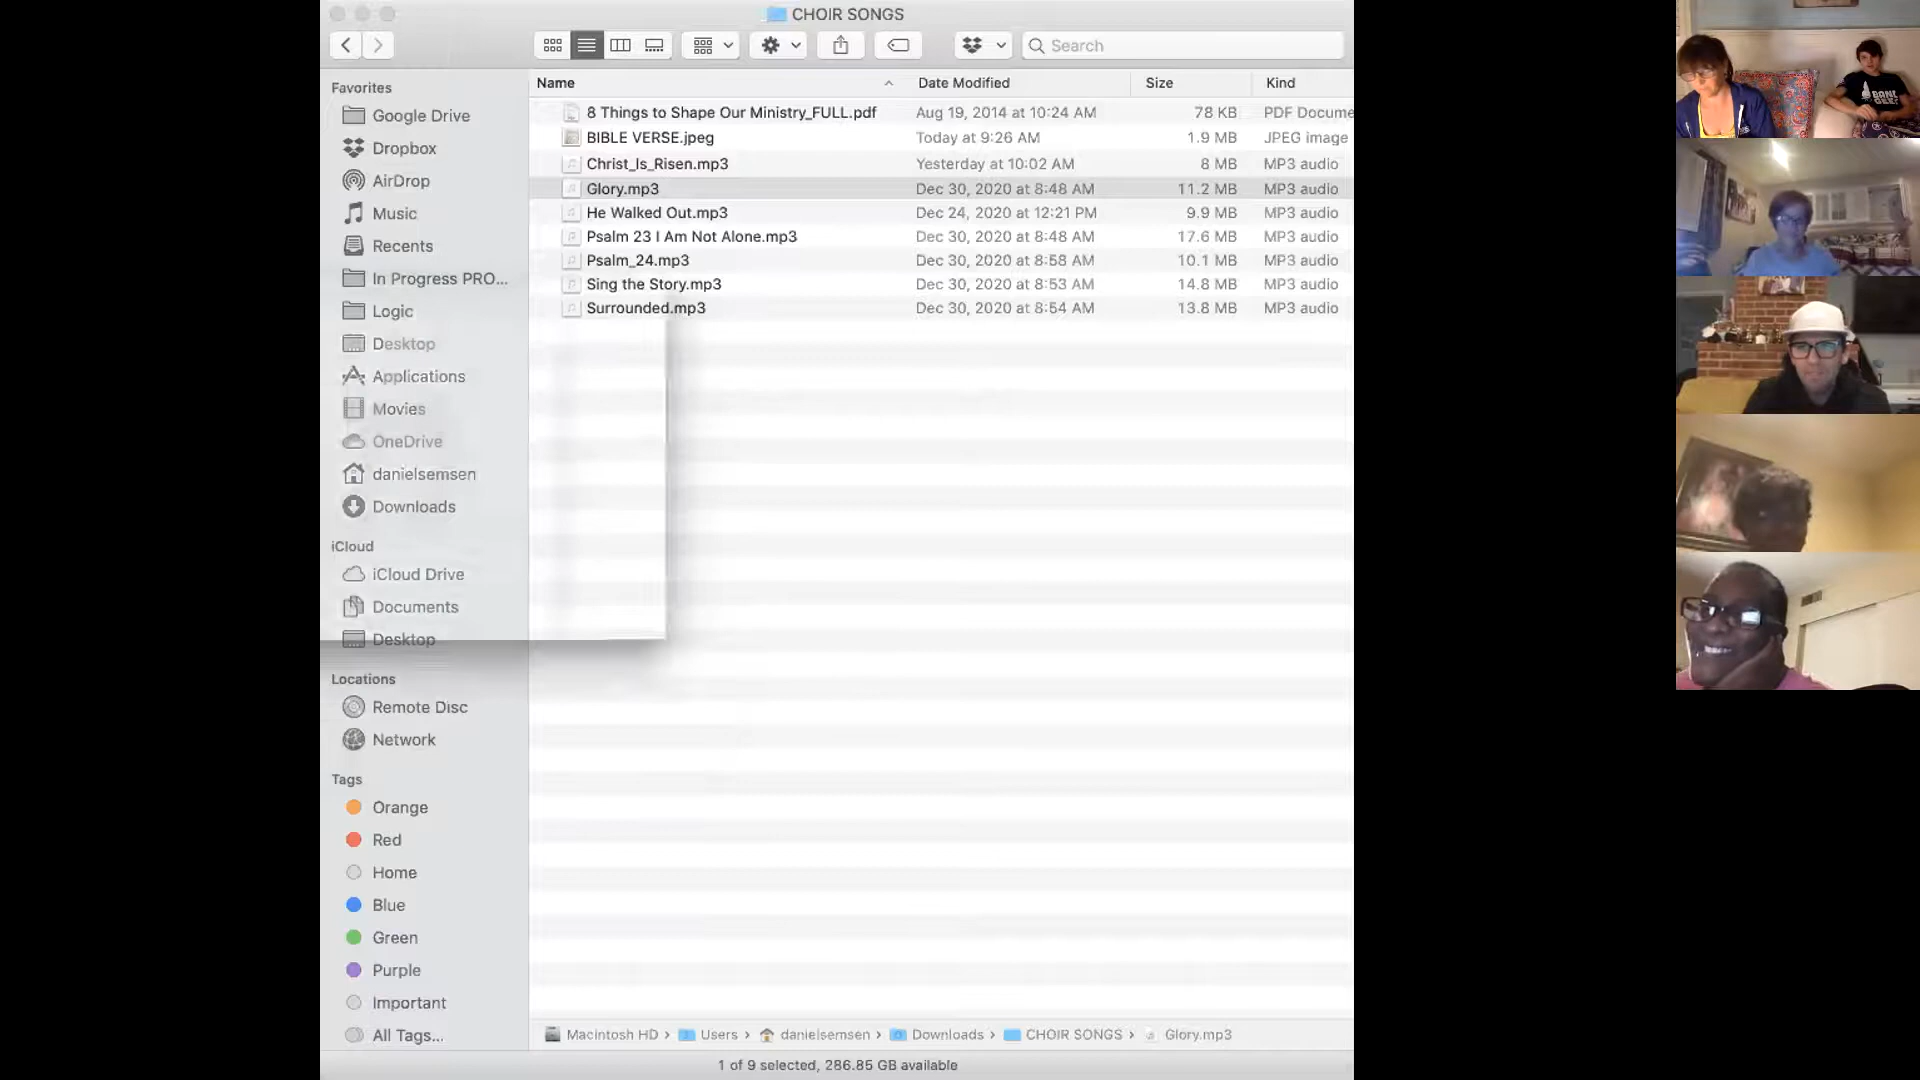 CHOIR SONGS
Search
Name Date Modified Size Kind
Favorites
Google Drive
Dropbox
AirDrop
Music
Recents
In Progress PRO...
Logic
Desktop
Applications
Movies
OneDrive
danielsemsen
Downloads
iCloud
iCloud Drive
Documents
Desktop
Locations
Remote Disc
Network
Tags
Orange
Red
Home
Blue
Green
Purple
Important
All Tags...
8 Things to Shape Our Ministry_FULL.pdf Aug 19, 2014 at 10:24 AM 78 KB PDF Docume
BIBLE VERSE.jpeg Today at 9:26 AM 1.9 MB JPEG image
Christ_Is_Risen.mp3 Yesterday at 10:02 AM 8 MB MP3 audio
Glory.mp3 Dec 30, 2020 at 8:48 AM 11.2 MB MP3 audio
He Walked Out.mp3 Dec 24, 2020 at 12:21 PM 9.9 MB MP3 audio
Psalm 23 I Am Not Alone.mp3 Dec 30, 2020 at 8:48 AM 17.6 MB MP3 audio
Psalm_24.mp3 Dec 30, 2020 at 8:58 AM 10.1 MB MP3 audio
Sing the Story.mp3 Dec 30, 2020 at 8:53 AM 14.8 MB MP3 audio
Surrounded.mp3 Dec 30, 2020 at 8:54 AM 13.8 MB MP3 audio
Macintosh HD › Users › danielsemsen › Downloads › CHOIR SONGS › Glory.mp3
1 of 9 selected, 286.85 GB available
BAND
GEEK